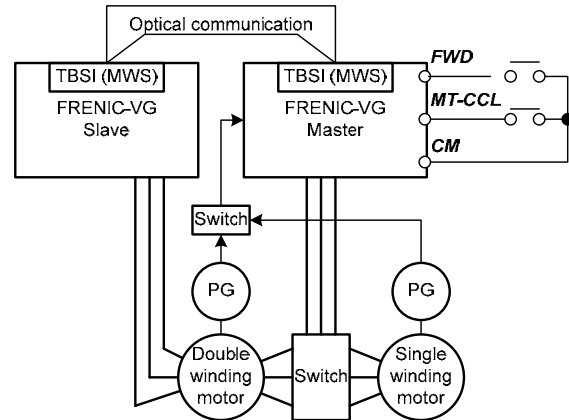 Optical communication
TBSI (MWS)
FRENIC-VG
Slave
TBSI (MWS)
FRENIC-VG
Master
FWD
MT-CCL
CM
Switch
PG
PG
Double
winding
motor
Switch
Single
winding
motor